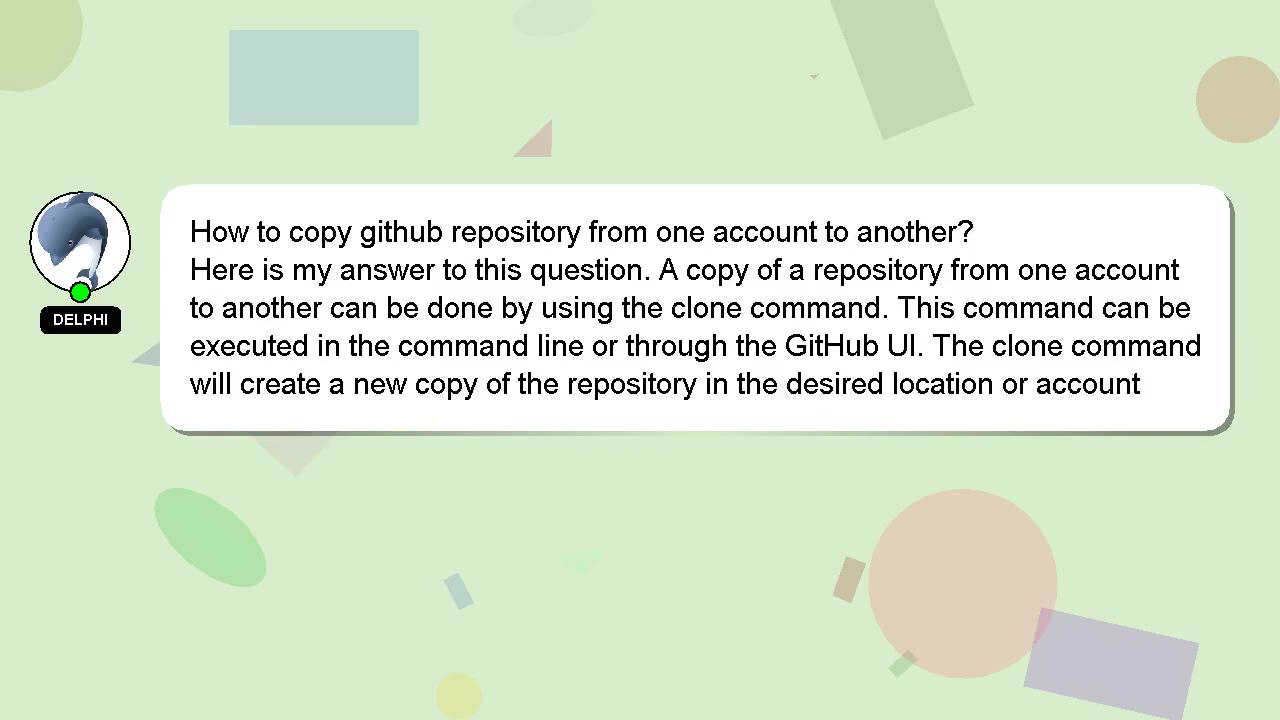 How to copy github repository from one account to another?
Here is my answer to this question. A copy of a repository from one account
to another can be done by using the clone command. This command can be
executed in the command line or through the GitHub UI. The clone command
will create a new copy of the repository in the desired location or account
DELPHI